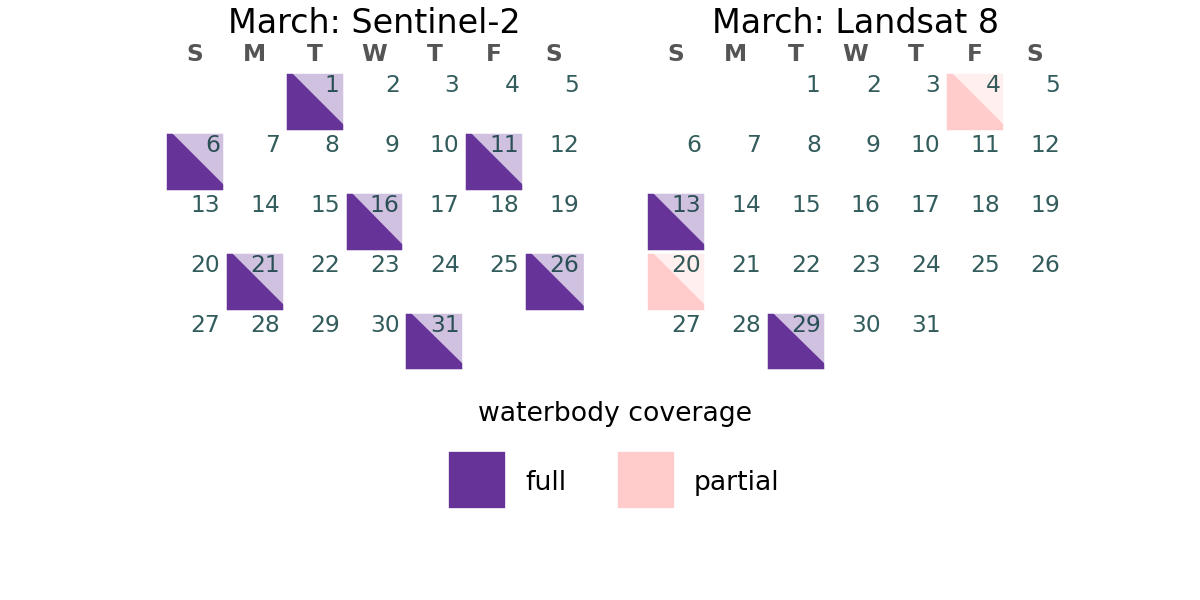 March: Sentinel-2
S M T W T F S
1 2 3 4 5
6 7 8 9 10 11 12
13 14 15 16 17 18 19
20 21 22 23 24 25 26
27 28 29 30 31
March: Landsat 8
S M T W T F S
1 2 3 4 5
6 7 8 9 10 11 12
13 14 15 16 17 18 19
20 21 22 23 24 25 26
27 28 29 30 31
waterbody coverage
full
partial